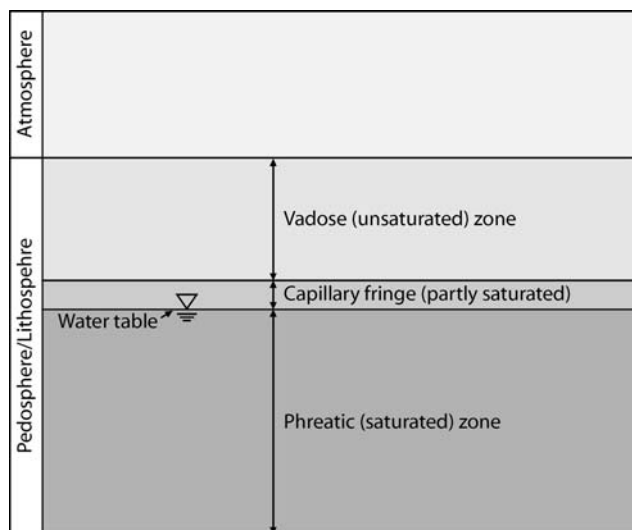 Atmosphere
Vadose (unsaturated) zone
Capillary fringe (partly saturated)
Water table
Pedosphere/Lithospehre
Phreatic (saturated) zone